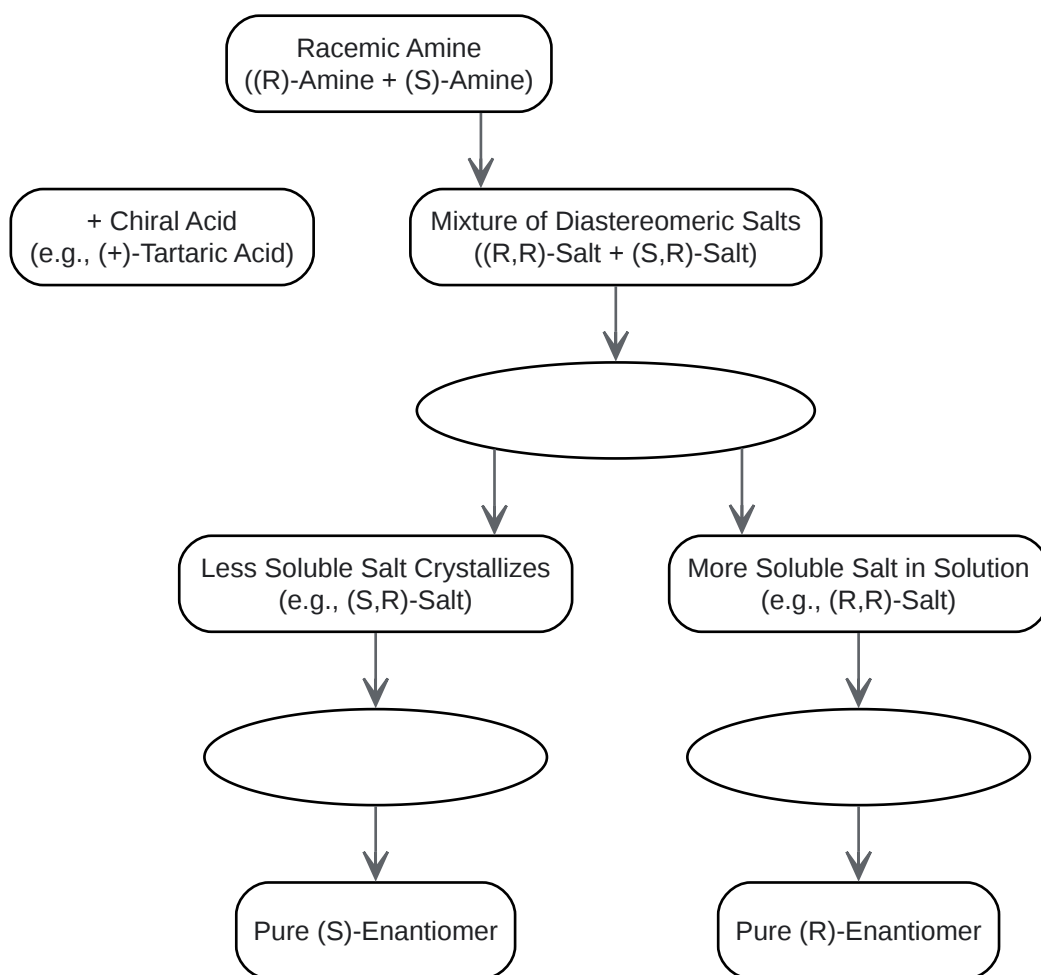 Racemic Amine
((R)-Amine + (S)-Amine)
+ Chiral Acid
(e.g., (+)-Tartaric Acid)
Mixture of Diastereomeric Salts
((R,R)-Salt + (S,R)-Salt)
Less Soluble Salt Crystallizes
(e.g., (S,R)-Salt)
More Soluble Salt in Solution
(e.g., (R,R)-Salt)
Pure (S)-Enantiomer
Pure (R)-Enantiomer